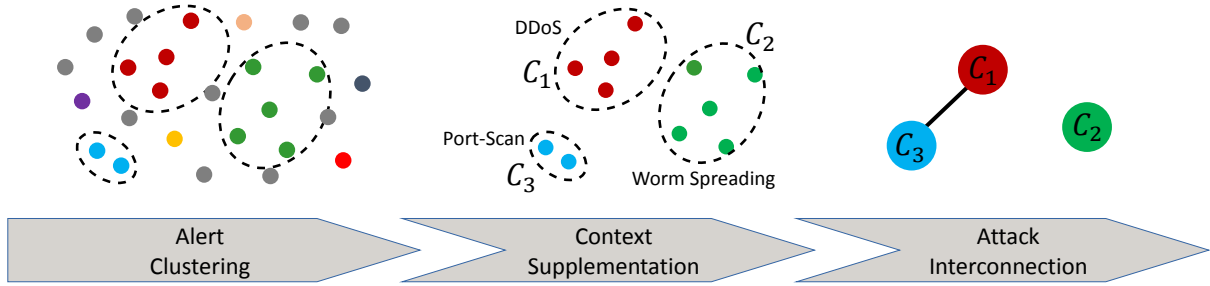 DDoS
C₁
C₂
Port-Scan
C₃
Worm Spreading
C₁
C₂
C₃
Alert
Clustering
Context
Supplementation
Attack
Interconnection